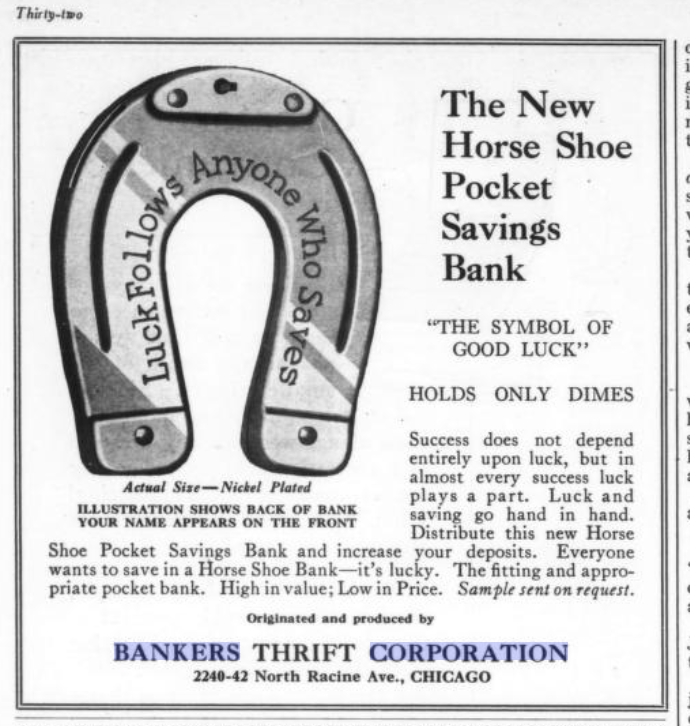 Thirty-two
Luck Follows Anyone Who Saves
The New
Horse Shoe
Pocket
Savings
Bank
"THE SYMBOL OF
GOOD LUCK"
HOLDS ONLY DIMES
Actual Size—Nickel Plated
ILLUSTRATION SHOWS BACK OF BANK
YOUR NAME APPEARS ON THE FRONT
Success does not depend
entirely upon luck, but in
almost every success luck
plays a part. Luck and
saving go hand in hand.
Distribute this new Horse
Shoe Pocket Savings Bank and increase your deposits. Everyone
wants to save in a Horse Shoe Bank—it's lucky. The fitting and appro-
priate pocket bank. High in value; Low in Price. Sample sent on request.
Originated and produced by
BANKERS THRIFT CORPORATION
2240-42 North Racine Ave., CHICAGO